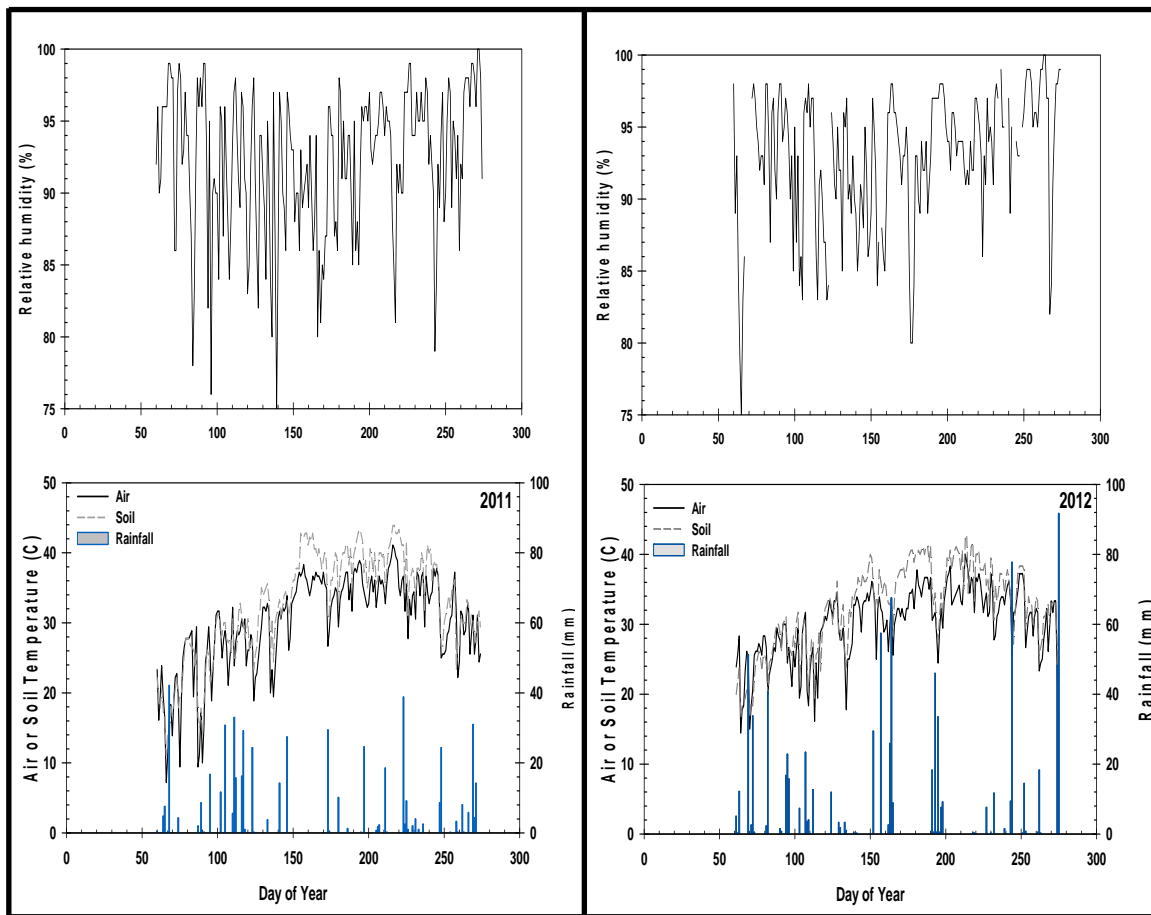 100
95
90
85
80
75
Relative humidity (%)
0 50 100 150 200 250 300
100
95
90
85
80
75
Relative humidity (%)
0 50 100 150 200 250 300
50
40
30
20
10
0
Air or Soil Temperature (C)
Air
Soil
Rainfall
2011
100
80
60
40
20
0
Rainfall (mm)
0 50 100 150 200 250 300
Day of Year
50
40
30
20
10
0
Air or Soil Temperature (C)
Air
Soil
Rainfall
2012
100
80
60
40
20
0
Rainfall (mm)
0 50 100 150 200 250 300
Day of Year